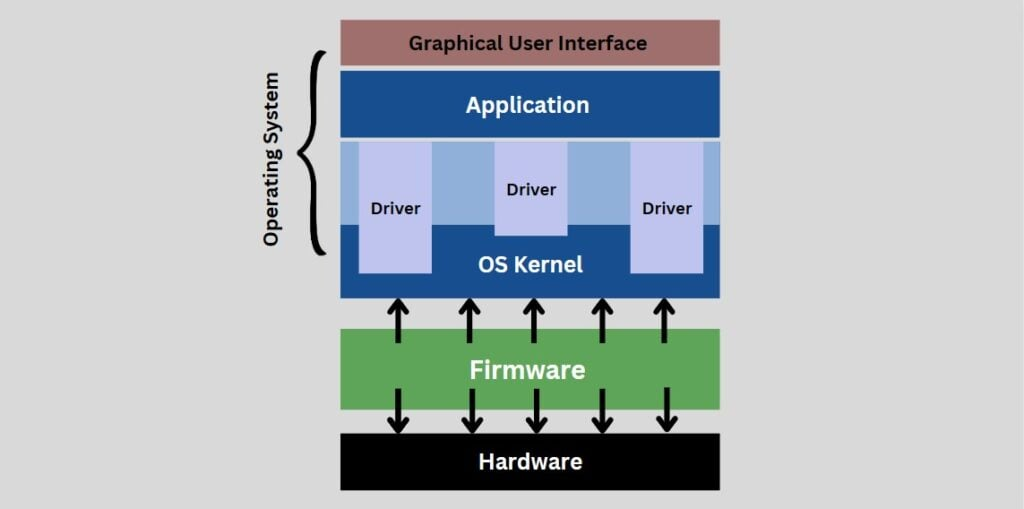 Graphical User Interface
Operating System
Application
Driver
Driver
Driver
OS Kernel
Firmware
Hardware